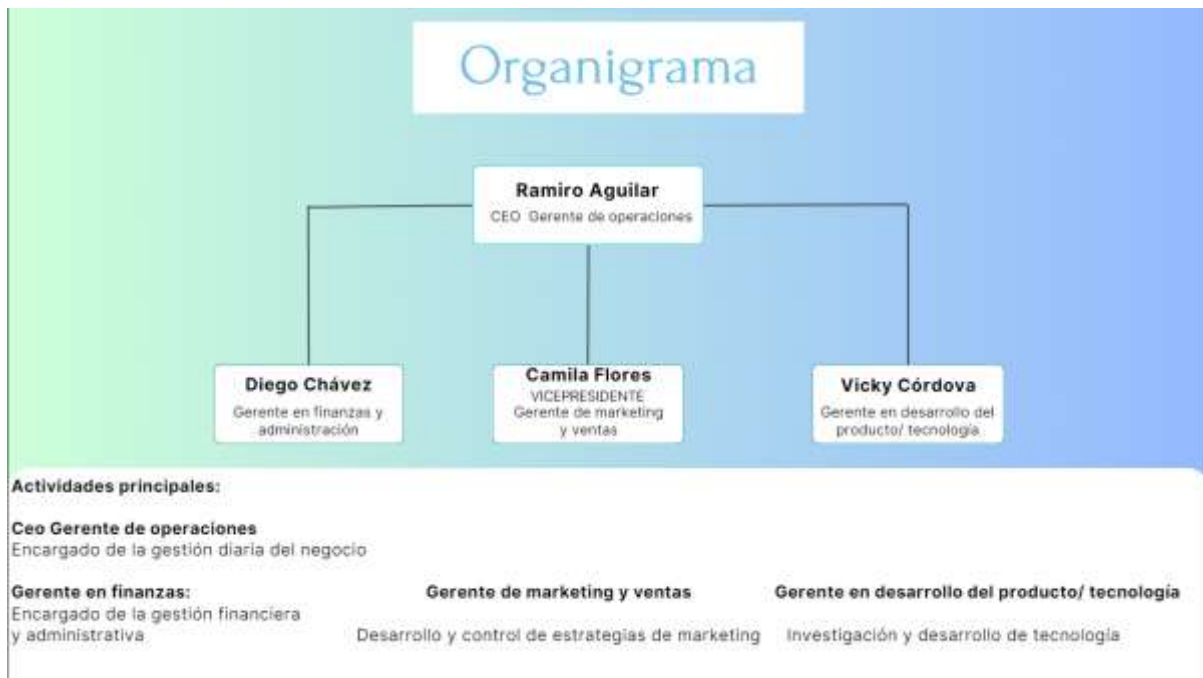 Organigrama
Ramiro Aguilar
CEO Gerente de operaciones
Diego Chávez
Gerente en finanzas y
administración
Camila Flores
VICEPRESIDENTE
Gerente de marketing
y ventas
Vicky Córdova
Gerente en desarrollo del
producto/ tecnología
Actividades principales:
Ceo Gerente de operaciones
Encargado de la gestión diaria del negocio
Gerente en finanzas:
Encargado de la gestión financiera
y administrativa
Gerente de marketing y ventas
Desarrollo y control de estrategias de marketing
Gerente en desarrollo del producto/ tecnología
Investigación y desarrollo de tecnología